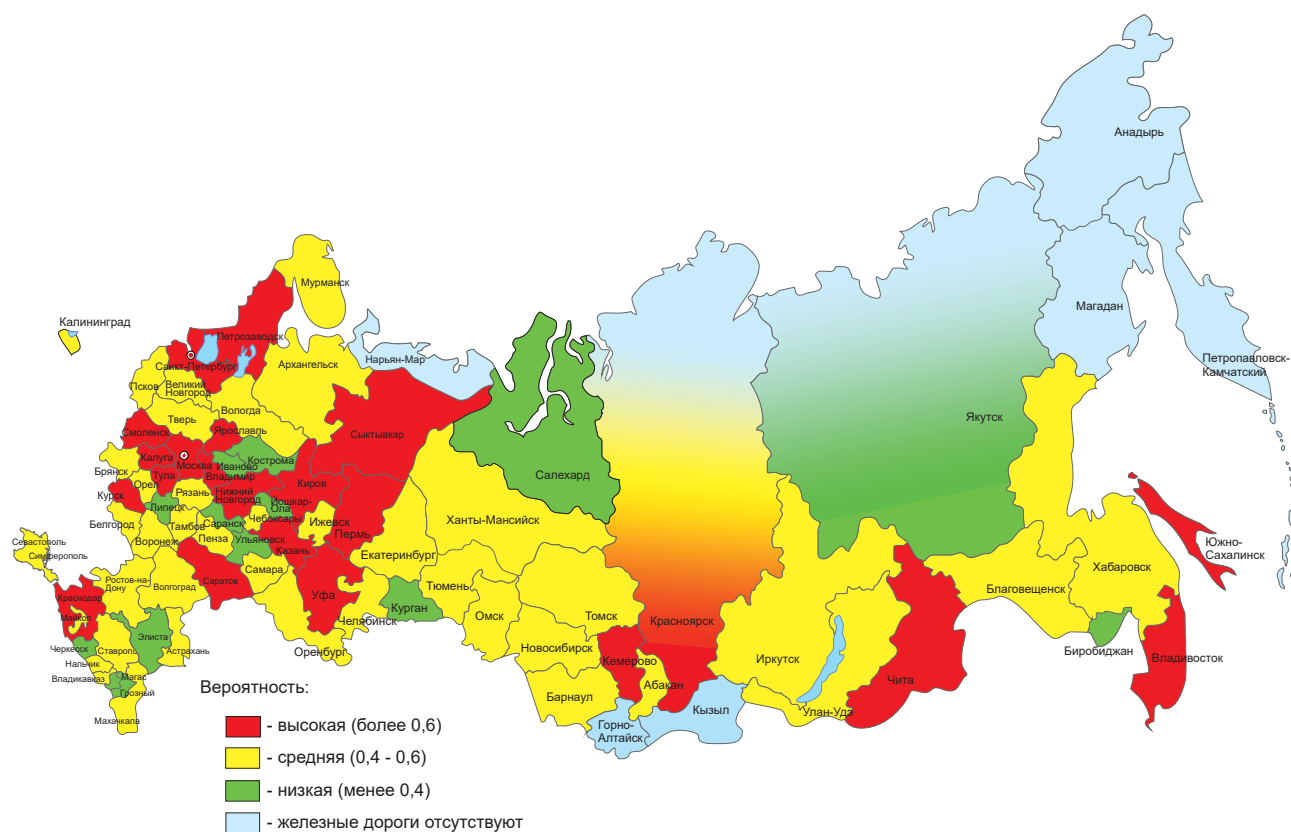 Анадырь
Мурманск
Магадан
Калининград
Петрозаводск
Санкт-Петербург
Архангельск
Нарьян-Мар
Петропавловск-
Камчатский
Псков
Великий
Новгород
Вологда
Тверь
Якутск
Смоленск
Ярославль
Сыктывкар
Калуга
Москва
Иваново
Кострома
Брянск
Тула
Владимир
Салехард
Орел
Рязань
Нижний
Новгород
Киров
Йошкар-
Ола
Курск
Липецк
Чебоксары
Ижевск
Ханты-Мансийск
Белгород
Тамбов
Саранск
Пермь
Севастополь
Воронеж
Пенза
Ульяновск
Казань
Екатеринбург
Южно-
Сахалинск
Симферополь
Самара
Хабаровск
Ростов-на-
Дону
Волгоград
Саратов
Уфа
Тюмень
Благовещенск
Краснодар
Курган
Омск
Томск
Красноярск
Майкоп
Челябинск
Элиста
Черкесск
Ставропо
Астрахань
Оренбург
Новосибирск
Биробиджан
Владивосток
Нальчик
Кемерово
Иркутск
Владикавказ
Магас
Грозный
Абакан
Чита
Барнаул
Кызыл
Улан-Удэ
Махачкала
Горно-
Алтайск
Вероятность:
- высокая (более 0,6)
- средняя (0,4 - 0,6)
- низкая (менее 0,4)
- железные дороги отсутствуют